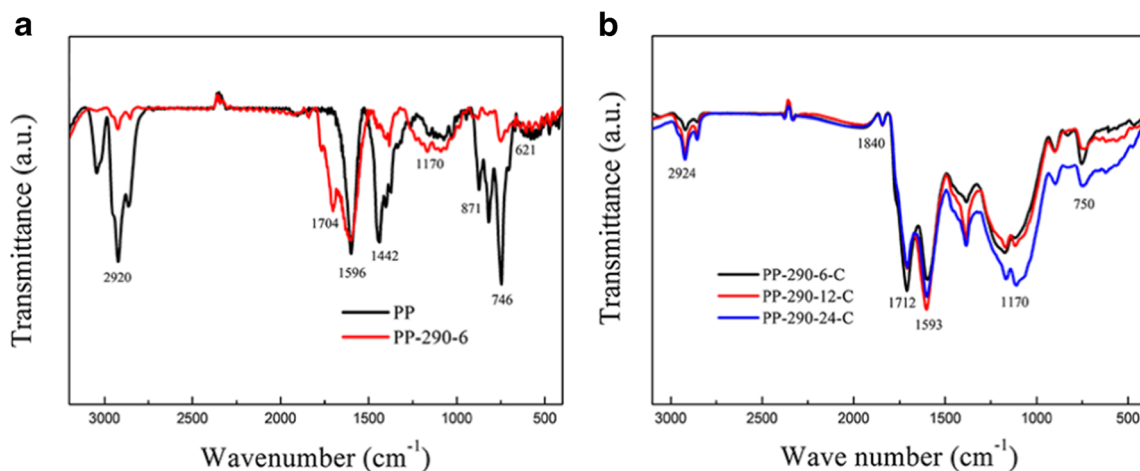 a
Transmittance (a.u.)
2920
1704
1596
1442
1170
871
746
621
PP
PP-290-6
3000 2500 2000 1500 1000 500
Wavenumber (cm-1)
b
Transmittance (a.u.)
2924
1840
1712
1593
1170
750
PP-290-6-C
PP-290-12-C
PP-290-24-C
3000 2500 2000 1500 1000 500
Wave number (cm-1)